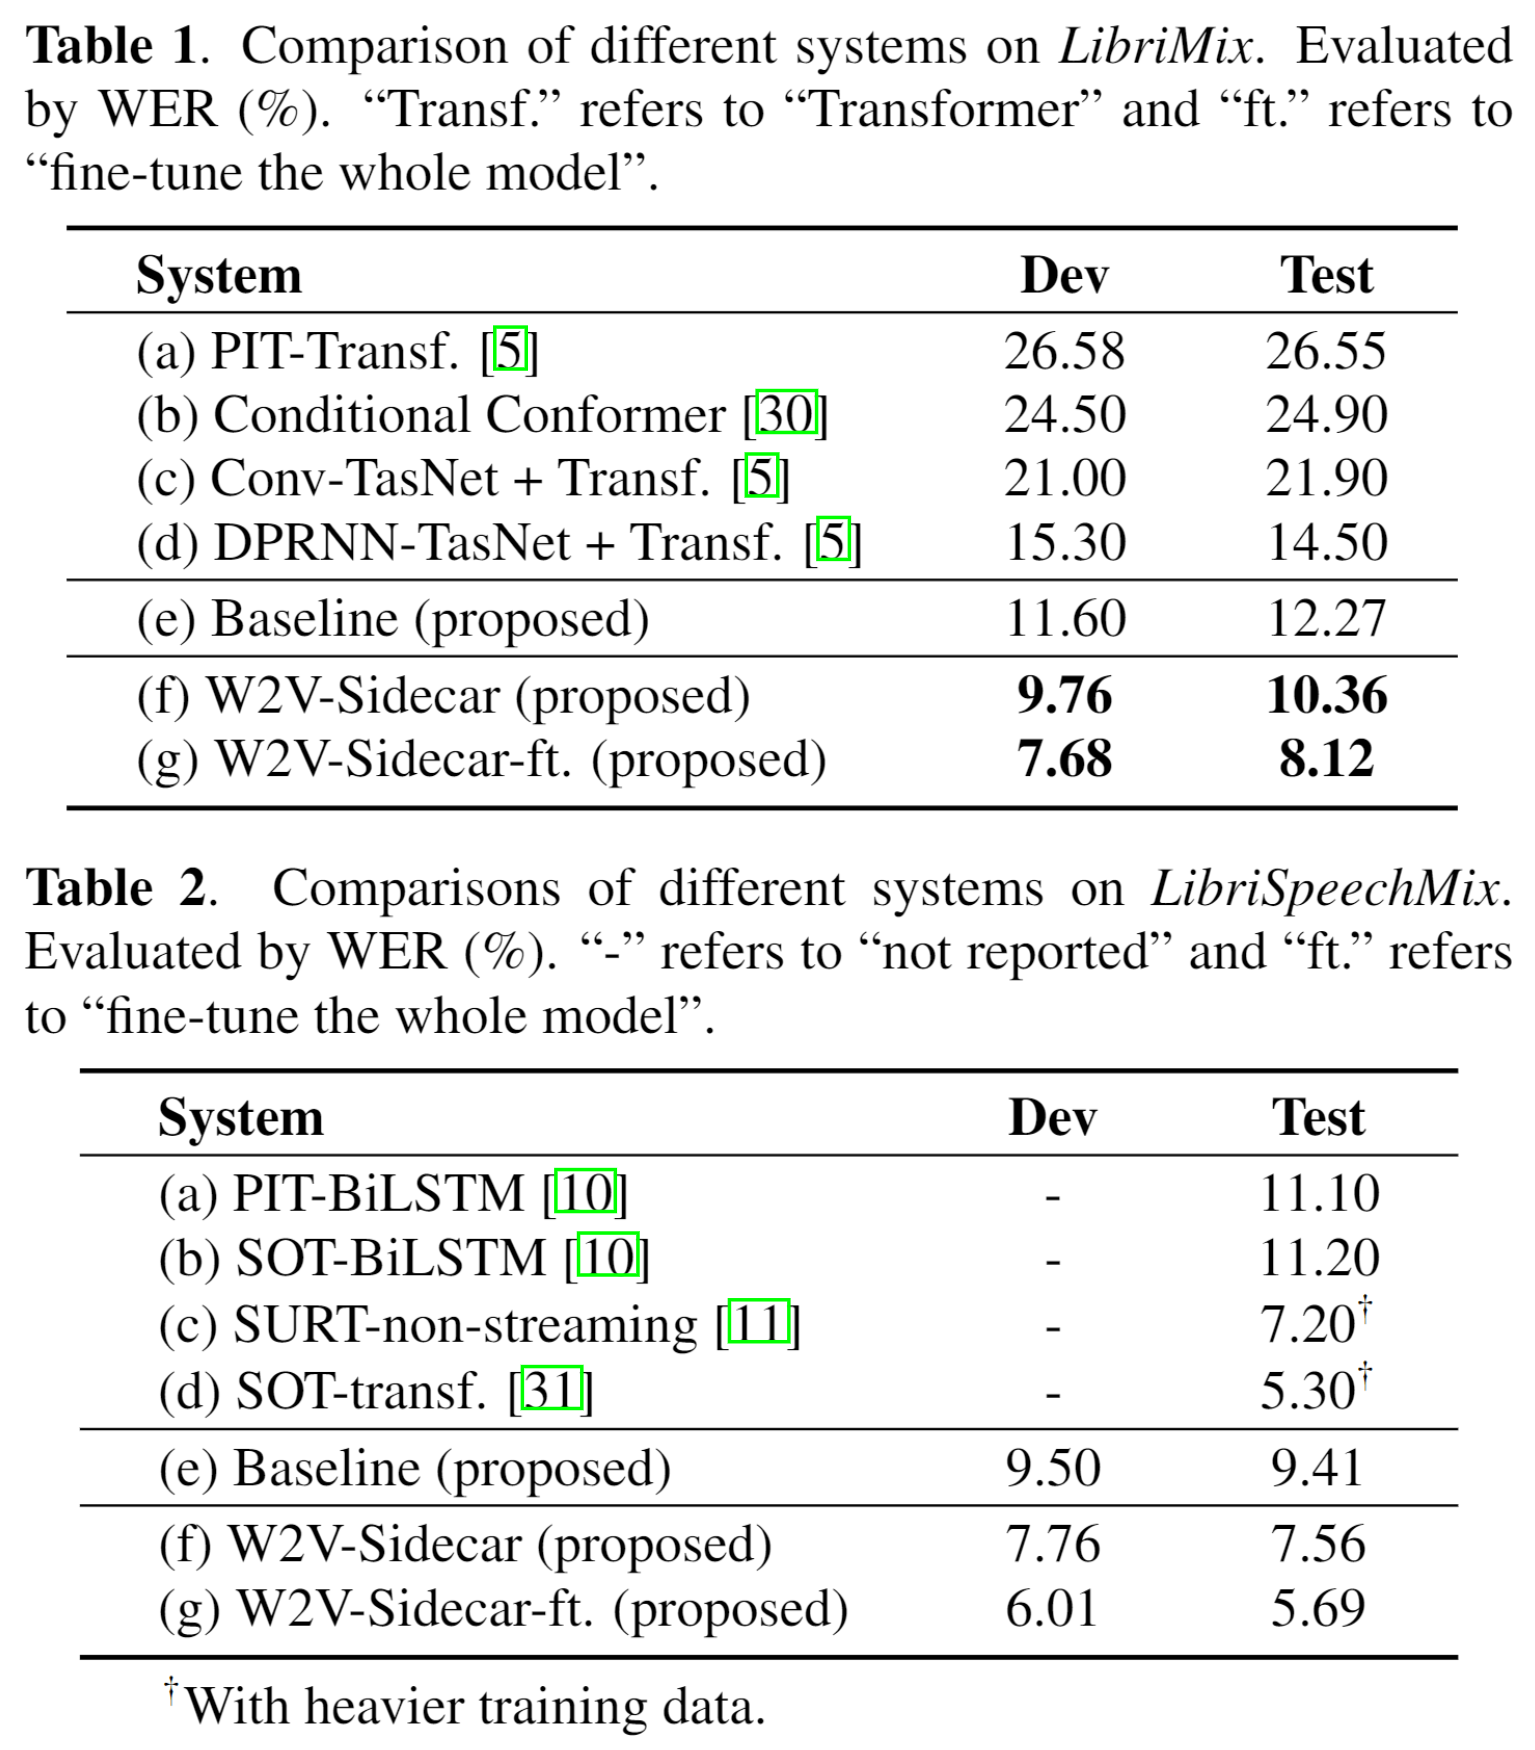 Table 1. Comparison of different systems on LibriMix. Evaluated
by WER (%). “Transf.” refers to “Transformer” and “ft.” refers to
“fine-tune the whole model”.
System Dev Test
(a) PIT-Transf. [5] 26.58 26.55
(b) Conditional Conformer [30] 24.50 24.90
(c) Conv-TasNet + Transf. [5] 21.00 21.90
(d) DPRNN-TasNet + Transf. [5] 15.30 14.50
(e) Baseline (proposed) 11.60 12.27
(f) W2V-Sidecar (proposed) 9.76 10.36
(g) W2V-Sidecar-ft. (proposed) 7.68 8.12
Table 2. Comparisons of different systems on LibriSpeechMix.
Evaluated by WER (%). “-” refers to “not reported” and “ft.” refers
to “fine-tune the whole model”.
System Dev Test
(a) PIT-BiLSTM [10] - 11.10
(b) SOT-BiLSTM [10] - 11.20
(c) SURT-non-streaming [11] - 7.20†
(d) SOT-transf. [31] - 5.30†
(e) Baseline (proposed) 9.50 9.41
(f) W2V-Sidecar (proposed) 7.76 7.56
(g) W2V-Sidecar-ft. (proposed) 6.01 5.69
†With heavier training data.